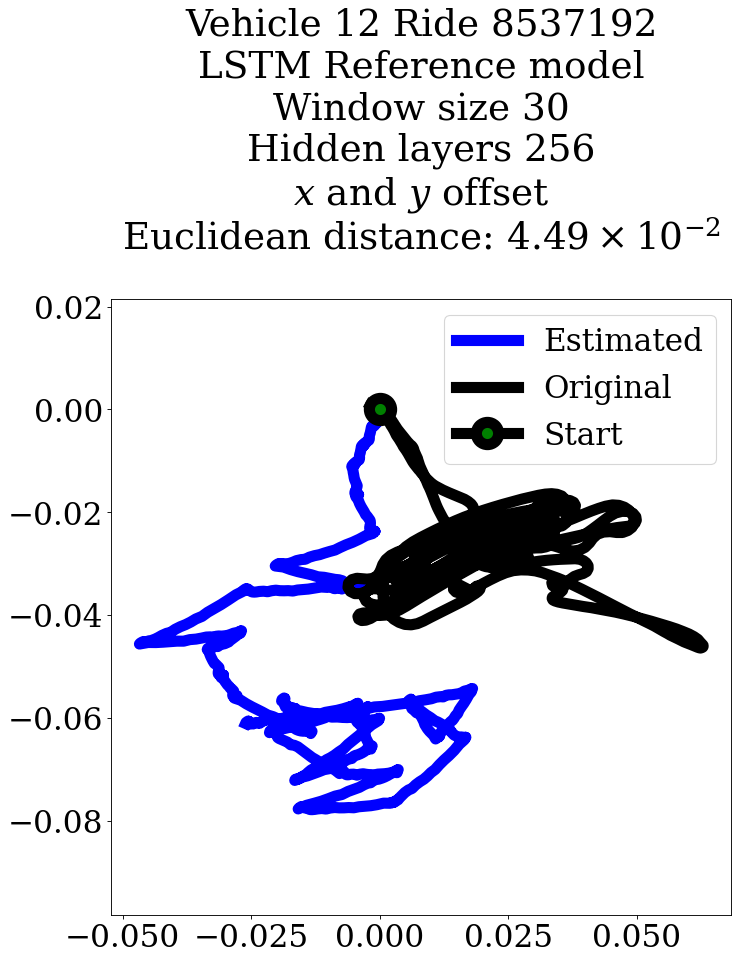 Vehicle 12 Ride 8537192
LSTM Reference model
Window size 30
Hidden layers 256
x and y offset
Euclidean distance: 4.49 × 10⁻²
0.02
0.00
−0.02
−0.04
−0.06
−0.08
Estimated
Original
Start
−0.050 −0.025 0.000 0.025 0.050